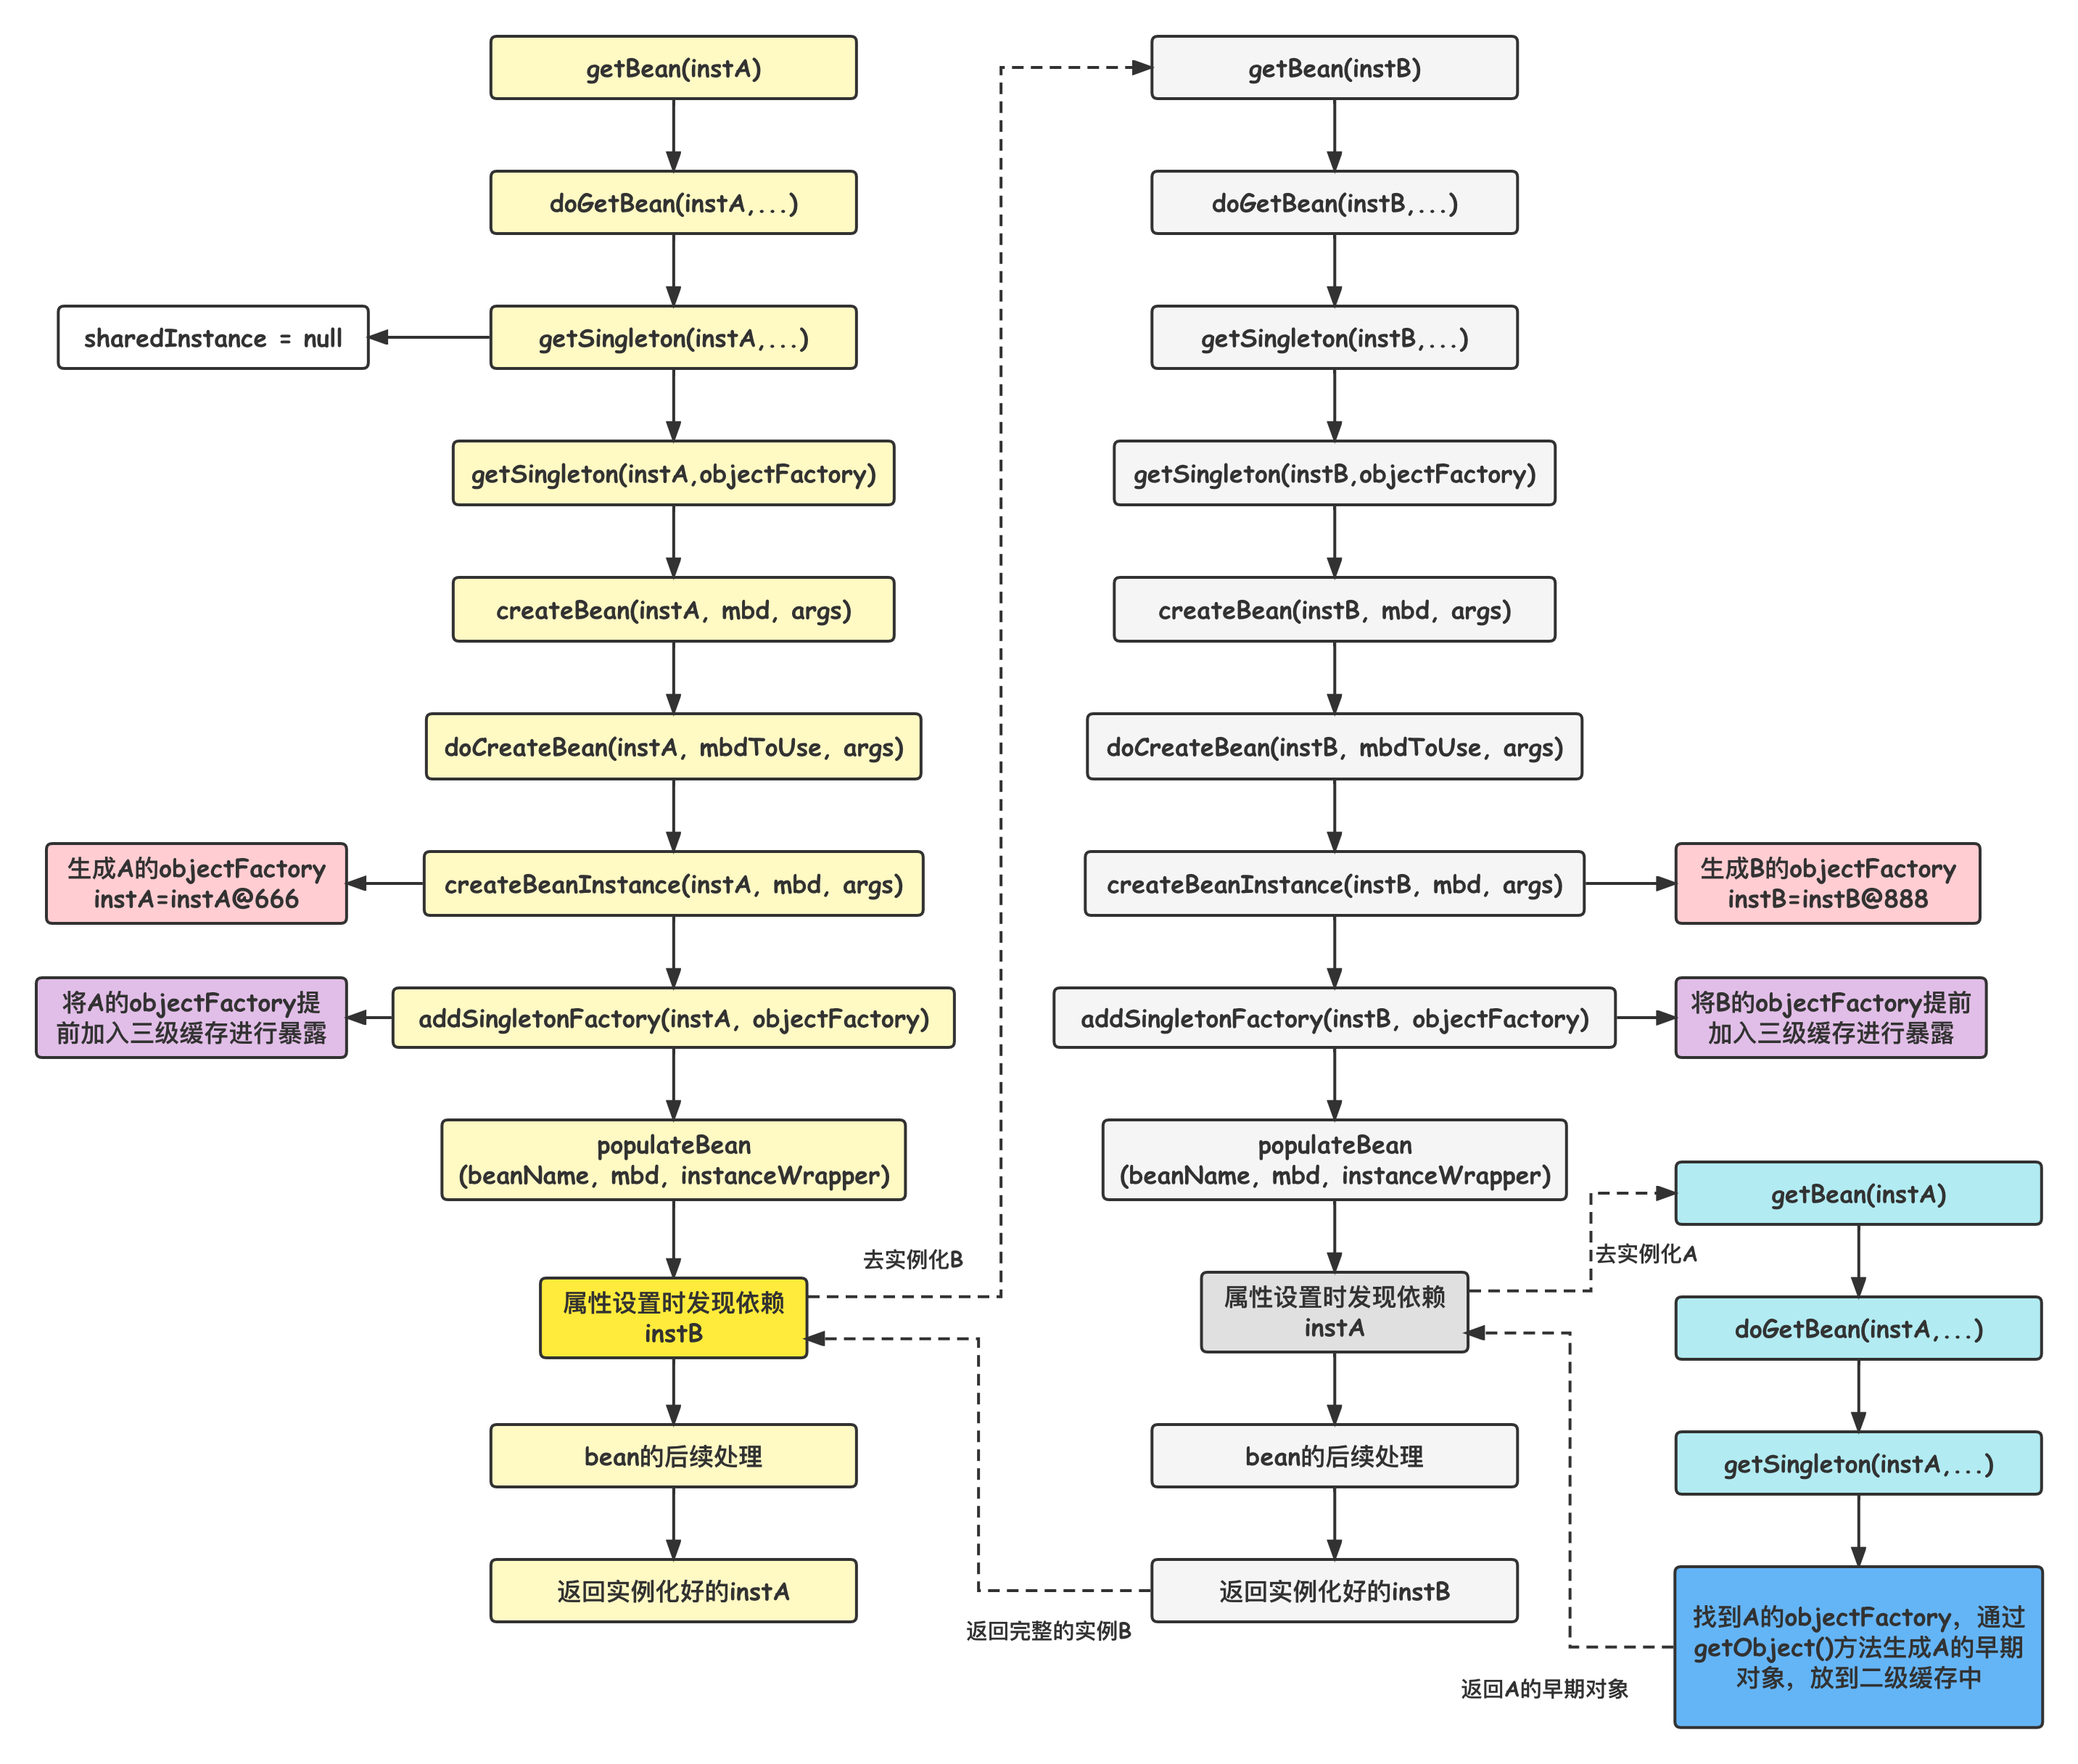 getBean(instA)
doGetBean(instA,...)
getSingleton(instA,...)
sharedInstance = null
getSingleton(instA,objectFactory)
createBean(instA, mbd, args)
doCreateBean(instA, mbdToUse, args)
createBeanInstance(instA, mbd, args)
生成A的objectFactory
instA=instA@666
addSingletonFactory(instA, objectFactory)
将A的objectFactory提
前加入三级缓存进行暴露
populateBean
(beanName, mbd, instanceWrapper)
属性设置时发现依赖
instB
去实例化B
bean的后续处理
返回实例化好的instA
getBean(instB)
doGetBean(instB,...)
getSingleton(instB,...)
getSingleton(instB,objectFactory)
createBean(instB, mbd, args)
doCreateBean(instB, mbdToUse, args)
createBeanInstance(instB, mbd, args)
生成B的objectFactory
instB=instB@888
addSingletonFactory(instB, objectFactory)
将B的objectFactory提前
加入三级缓存进行暴露
populateBean
(beanName, mbd, instanceWrapper)
属性设置时发现依赖
instA
去实例化A
bean的后续处理
返回实例化好的instB
返回完整的实例B
getBean(instA)
doGetBean(instA,...)
getSingleton(instA,...)
找到A的objectFactory，通过
getObject()方法生成A的早期
对象，放到二级缓存中
返回A的早期对象